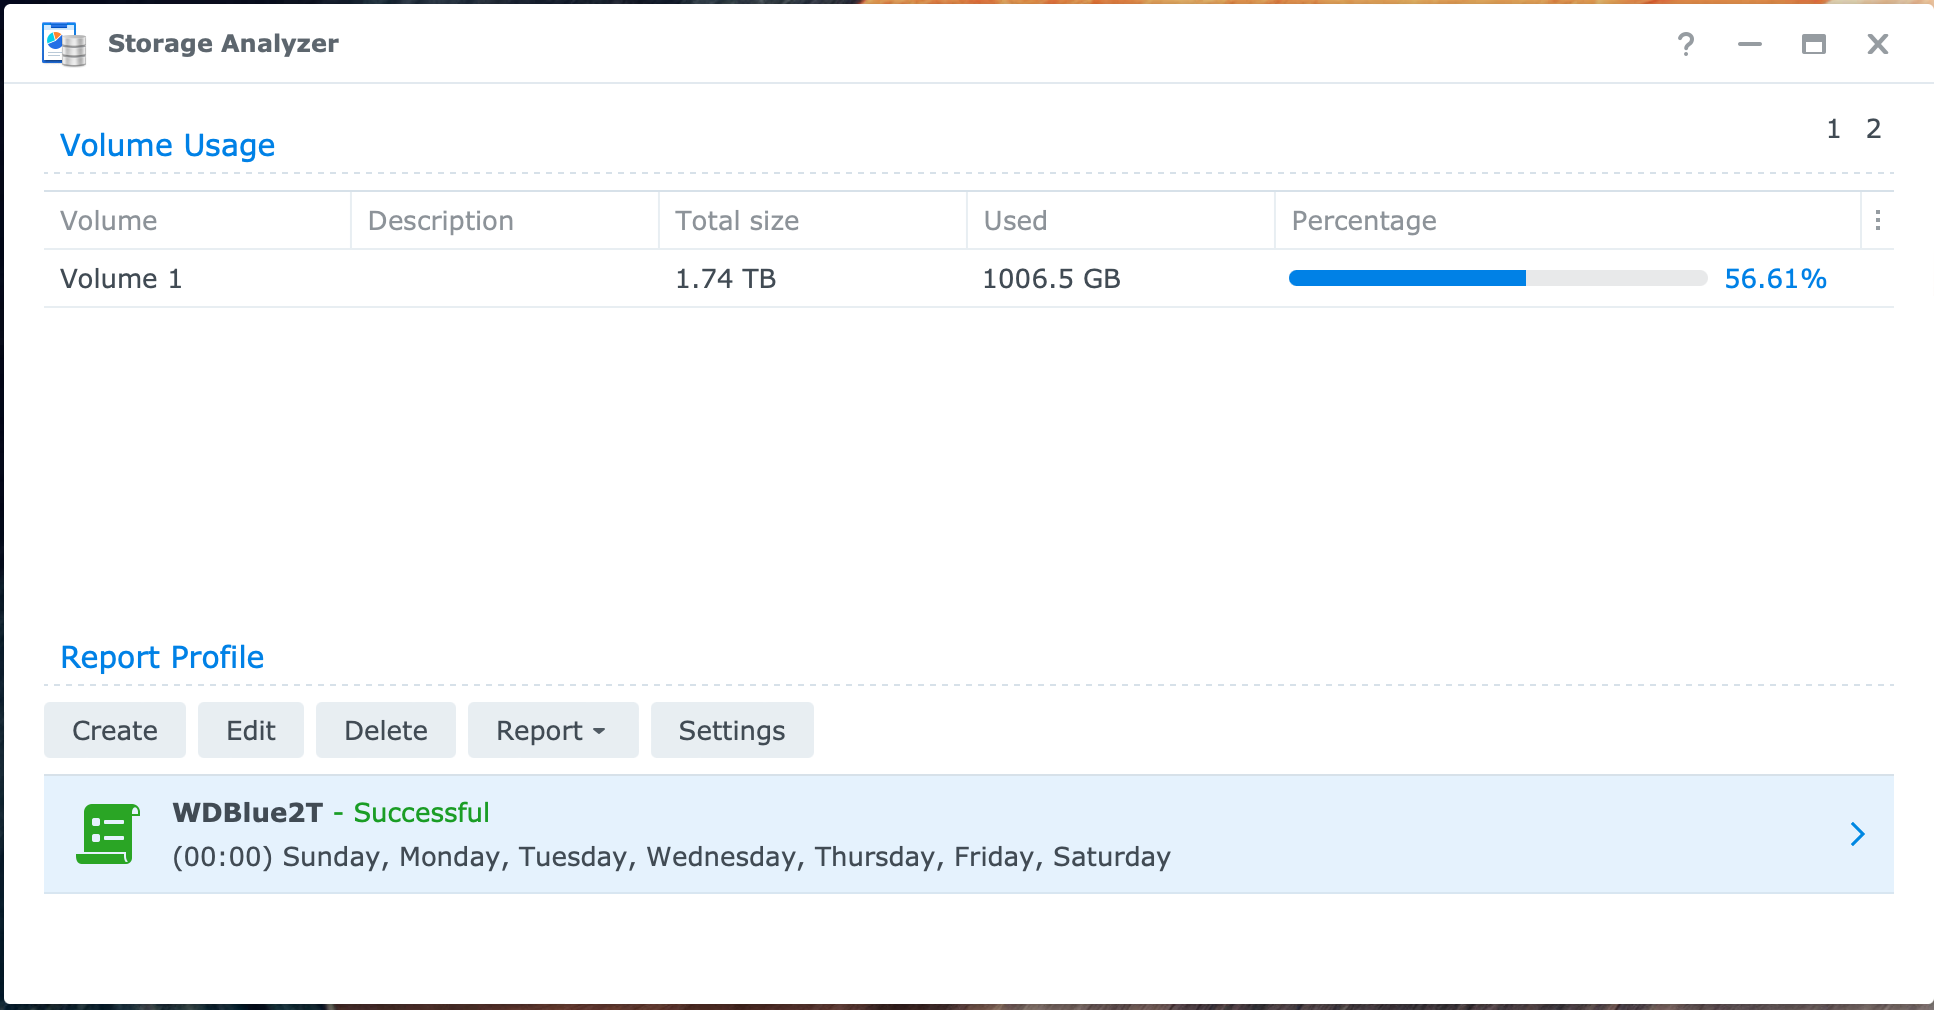 Storage Analyzer
Volume Usage
1 2
Volume Description Total size Used Percentage
Volume 1 1.74 TB 1006.5 GB 56.61%
Report Profile
Create Edit Delete Report Settings
WDBlue2T - Successful
(00:00) Sunday, Monday, Tuesday, Wednesday, Thursday, Friday, Saturday